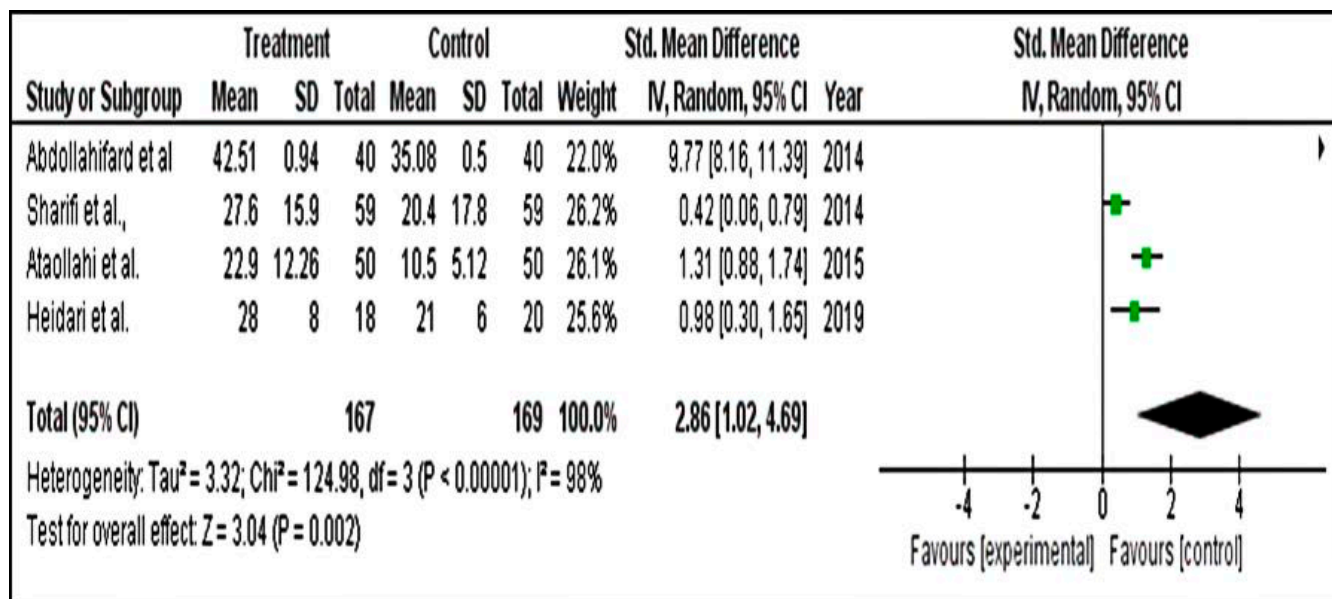 Treatment Control Std. Mean Difference Std. Mean Difference
Study or Subgroup Mean SD Total Mean SD Total Weight IV, Random, 95% CI Year IV, Random, 95% CI
Abdollahifard et al 42.51 0.94 40 35.08 0.5 40 22.0% 9.77 [8.16, 11.39] 2014
Sharifi et al., 27.6 15.9 59 20.4 17.8 59 26.2% 0.42 [0.06, 0.79] 2014
Ataollahi et al. 22.9 12.26 50 10.5 5.12 50 26.1% 1.31 [0.88, 1.74] 2015
Heidari et al. 28 8 18 21 6 20 25.6% 0.98 [0.30, 1.65] 2019
Total (95% CI) 167 169 100.0% 2.86 [1.02, 4.69]
Heterogeneity: Tau² = 3.32; Chi² = 124.98, df = 3 (P < 0.00001); I² = 98%
Test for overall effect: Z = 3.04 (P = 0.002)
-4 -2 0 2 4
Favours [experimental] Favours [control]